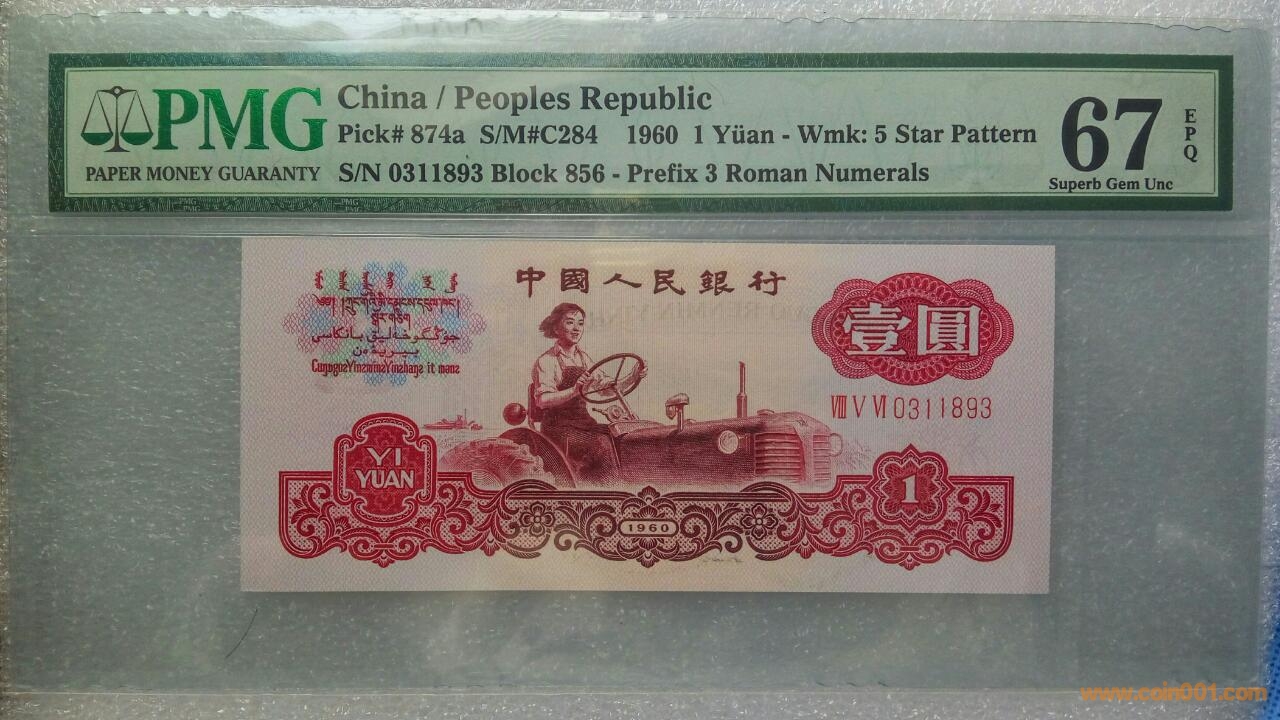 PMG
PAPER MONEY GUARANTY
China / Peoples Republic
Pick# 874a S/M#C284 1960 1 Yüan - Wmk: 5 Star Pattern
S/N 0311893 Block 856 - Prefix 3 Roman Numerals
67
EPQ
Superb Gem Unc
中國人民銀行
壹圓
VIII V VI 0311893
YI
YUAN
1
1960
www.coin001.com